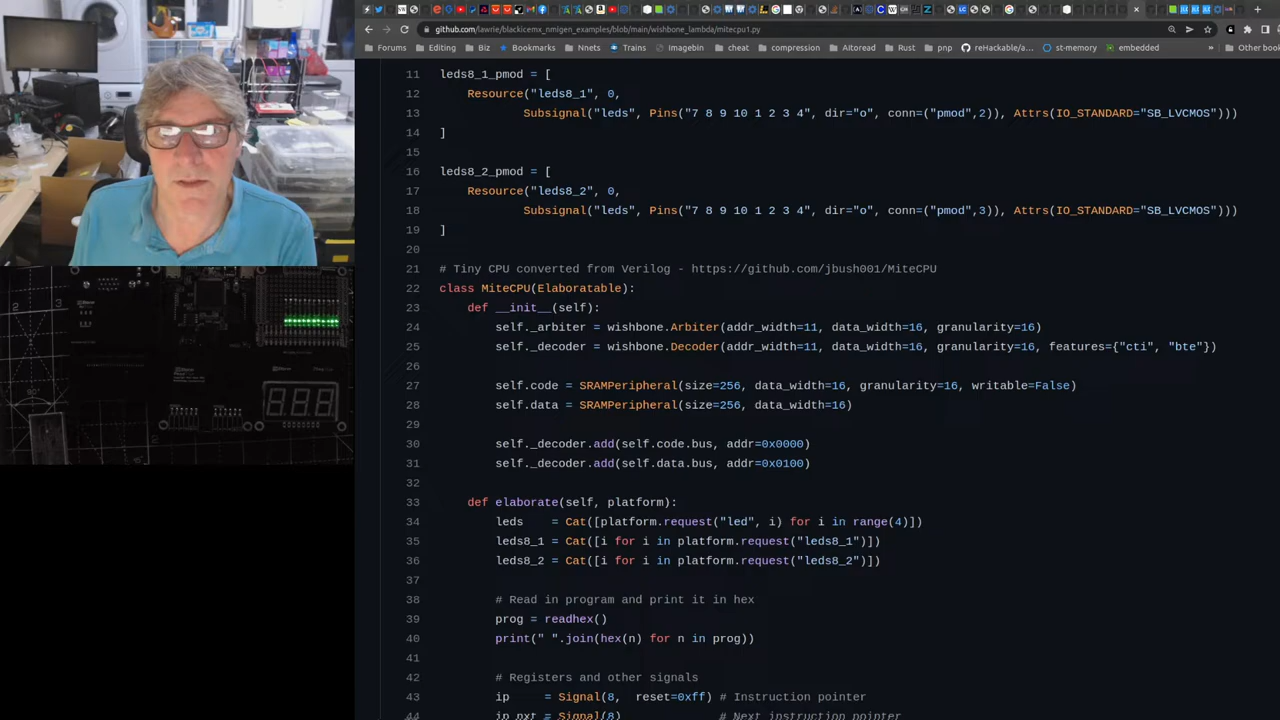 github.com/lawrie/blackicemx_nmigen_examples/blob/main/wishbone_lambda/mitecpu1.py
Forums Editing Biz Bookmarks Nnets Trains Imagebin cheat compression AItoread Rust pnp rehackable/a... st-memory embedded » Other book
11 leds8_1_pmod = [
12 Resource("leds8_1", 0,
13 Subsignal("leds", Pins("7 8 9 10 1 2 3 4", dir="o", conn=("pmod",2)), Attrs(IO_STANDARD="SB_LVCMOS")))
14 ]
15
16 leds8_2_pmod = [
17 Resource("leds8_2", 0,
18 Subsignal("leds", Pins("7 8 9 10 1 2 3 4", dir="o", conn=("pmod",3)), Attrs(IO_STANDARD="SB_LVCMOS")))
19 ]
20
21 # Tiny CPU converted from Verilog - https://github.com/jbush001/MiteCPU
22 class MiteCPU(Elaboratable):
23 def __init__(self):
24 self._arbiter = wishbone.Arbiter(addr_width=11, data_width=16, granularity=16)
25 self._decoder = wishbone.Decoder(addr_width=11, data_width=16, granularity=16, features={"cti", "bte"})
26
27 self.code = SRAMPeripheral(size=256, data_width=16, granularity=16, writable=False)
28 self.data = SRAMPeripheral(size=256, data_width=16)
29
30 self._decoder.add(self.code.bus, addr=0x0000)
31 self._decoder.add(self.data.bus, addr=0x0100)
32
33 def elaborate(self, platform):
34 leds = Cat([platform.request("led", i) for i in range(4)])
35 leds8_1 = Cat([i for i in platform.request("leds8_1")])
36 leds8_2 = Cat([i for i in platform.request("leds8_2")])
37
38 # Read in program and print it in hex
39 prog = readhex()
40 print(" ".join(hex(n) for n in prog))
41
42 # Registers and other signals
43 ip = Signal(8, reset=0xff) # Instruction pointer
44 ip_nxt = Signal(8) # Next instruction pointer